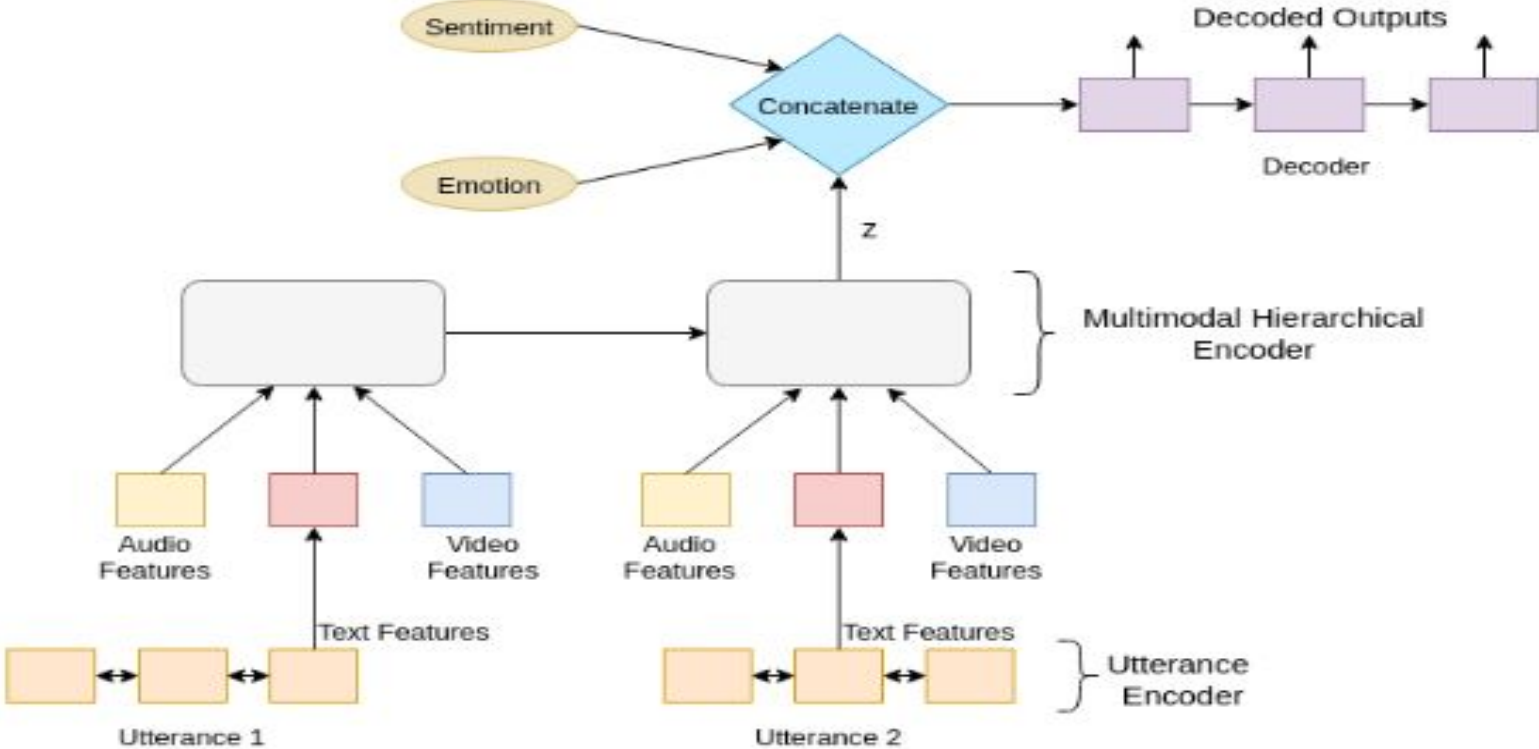 Decoded Outputs
Sentiment
Concatenate
Decoder
Emotion
z
Multimodal Hierarchical
Encoder
Audio
Features
Video
Features
Audio
Features
Video
Features
Text Features
Text Features
Utterance
Encoder
Utterance 1
Utterance 2